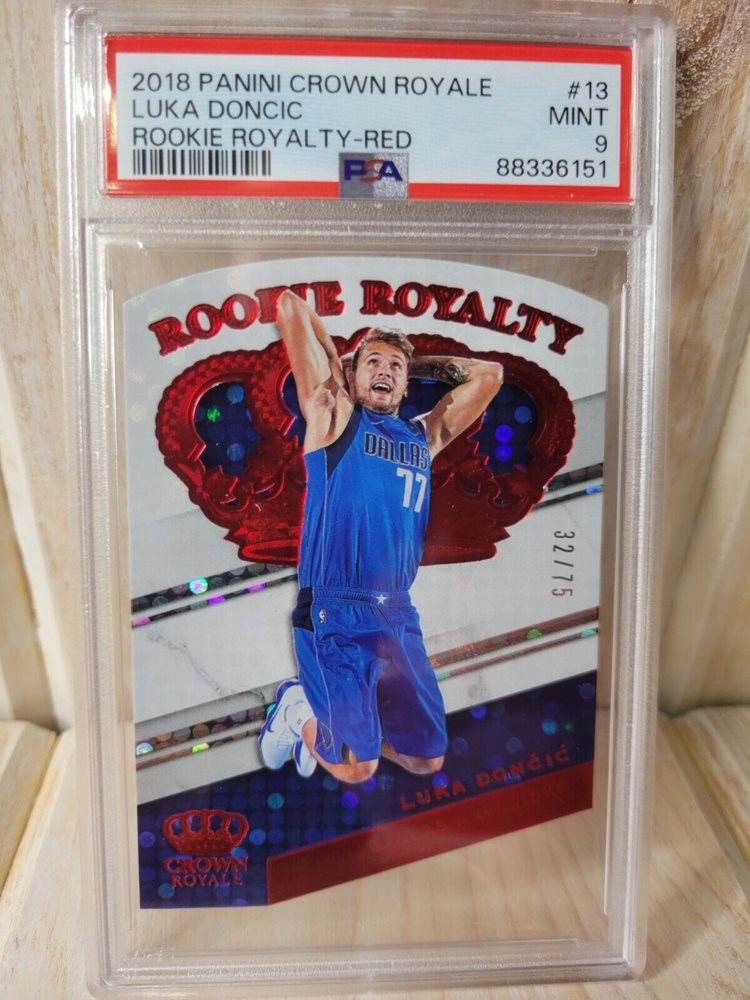 2018 PANINI CROWN ROYALE #13
LUKA DONCIC MINT
ROOKIE ROYALTY-RED 9
PSA 88336151
ROOKIE ROYALTY
DALLAS
77
32/75
LUKA DONČIĆ
CROWN
ROYALE